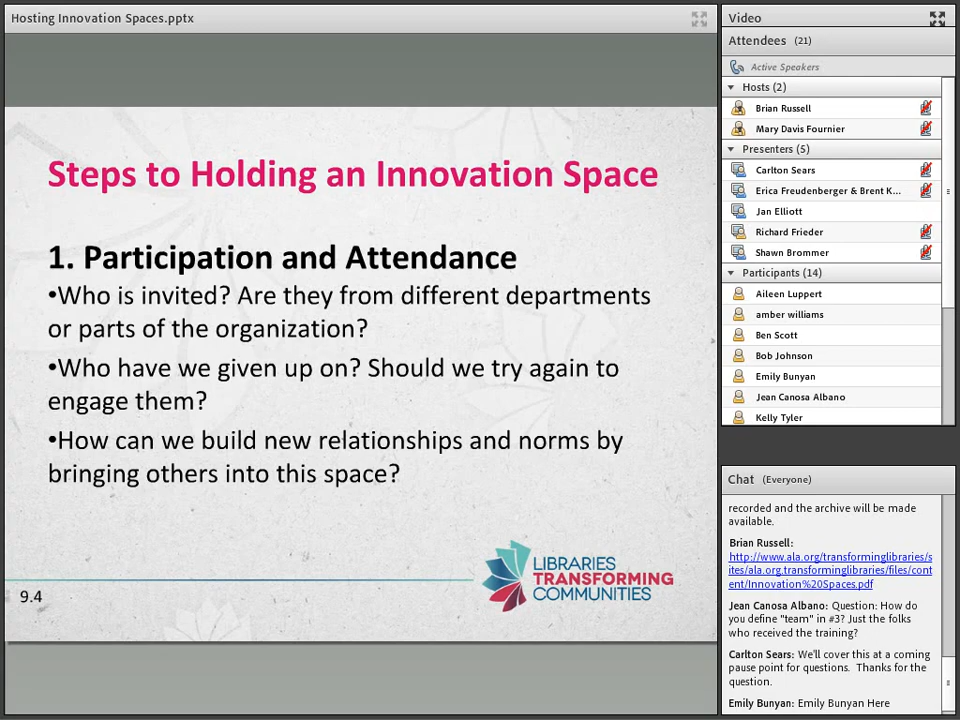 Hosting Innovation Spaces.pptx
Steps to Holding an Innovation Space
1. Participation and Attendance
•Who is invited? Are they from different departments
or parts of the organization?
•Who have we given up on? Should we try again to
engage them?
•How can we build new relationships and norms by
bringing others into this space?
LIBRARIES
TRANSFORMING
COMMUNITIES
9.4
Video
Attendees (21)
Active Speakers
Hosts (2)
Brian Russell
Mary Davis Fournier
Presenters (5)
Carlton Sears
Erica Freudenberger & Brent K...
Jan Elliott
Richard Frieder
Shawn Brommer
Participants (14)
Aileen Luppert
amber williams
Ben Scott
Bob Johnson
Emily Bunyan
Jean Canosa Albano
Kelly Tyler
Chat (Everyone)
recorded and the archive will be made
available.
Brian Russell:
http://www.ala.org/transforminglibraries/s
ites/ala.org.transforminglibraries/files/cont
ent/Innovation%20Spaces.pdf
Jean Canosa Albano: Question: How do
you define "team" in #3? Just the folks
who received the training?
Carlton Sears: We'll cover this at a coming
pause point for questions. Thanks for the
question.
Emily Bunyan: Emily Bunyan Here